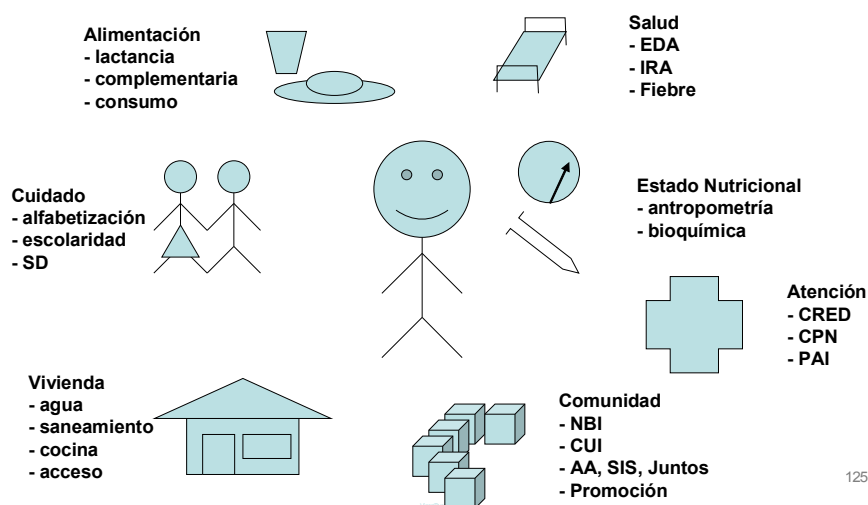 Alimentación
- lactancia
- complementaria
- consumo
Salud
- EDA
- IRA
- Fiebre
Cuidado
- alfabetización
- escolaridad
- SD
Estado Nutricional
- antropometría
- bioquímica
Atención
- CRED
- CPN
- PAI
Vivienda
- agua
- saneamiento
- cocina
- acceso
Comunidad
- NBI
- CUI
- AA, SIS, Juntos
- Promoción
125